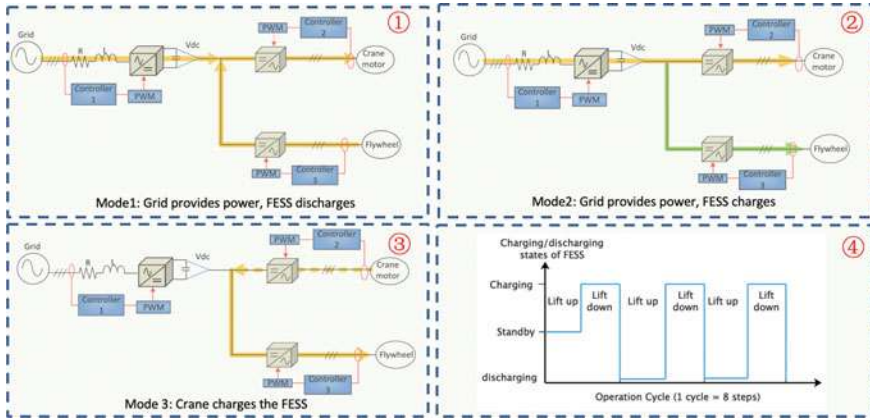 ①
Grid
R
L
Vdc
PWM
Controller
2
Crane
motor
Controller
1
PWM
PWM
Controller
3
Flywheel
Mode1: Grid provides power, FESS discharges
②
Grid
R
L
Vdc
PWM
Controller
2
Crane
motor
Controller
1
PWM
PWM
Controller
3
Flywheel
Mode2: Grid provides power, FESS charges
③
Grid
R
L
Vdc
PWM
Controller
2
Crane
motor
Controller
1
PWM
PWM
Controller
3
Flywheel
Mode 3: Crane charges the FESS
④
Charging/discharging
states of FESS
Charging
Standby
discharging
Lift up
Lift
down
Lift up
Lift
down
Lift up
Lift
down
Operation Cycle (1 cycle = 8 steps)